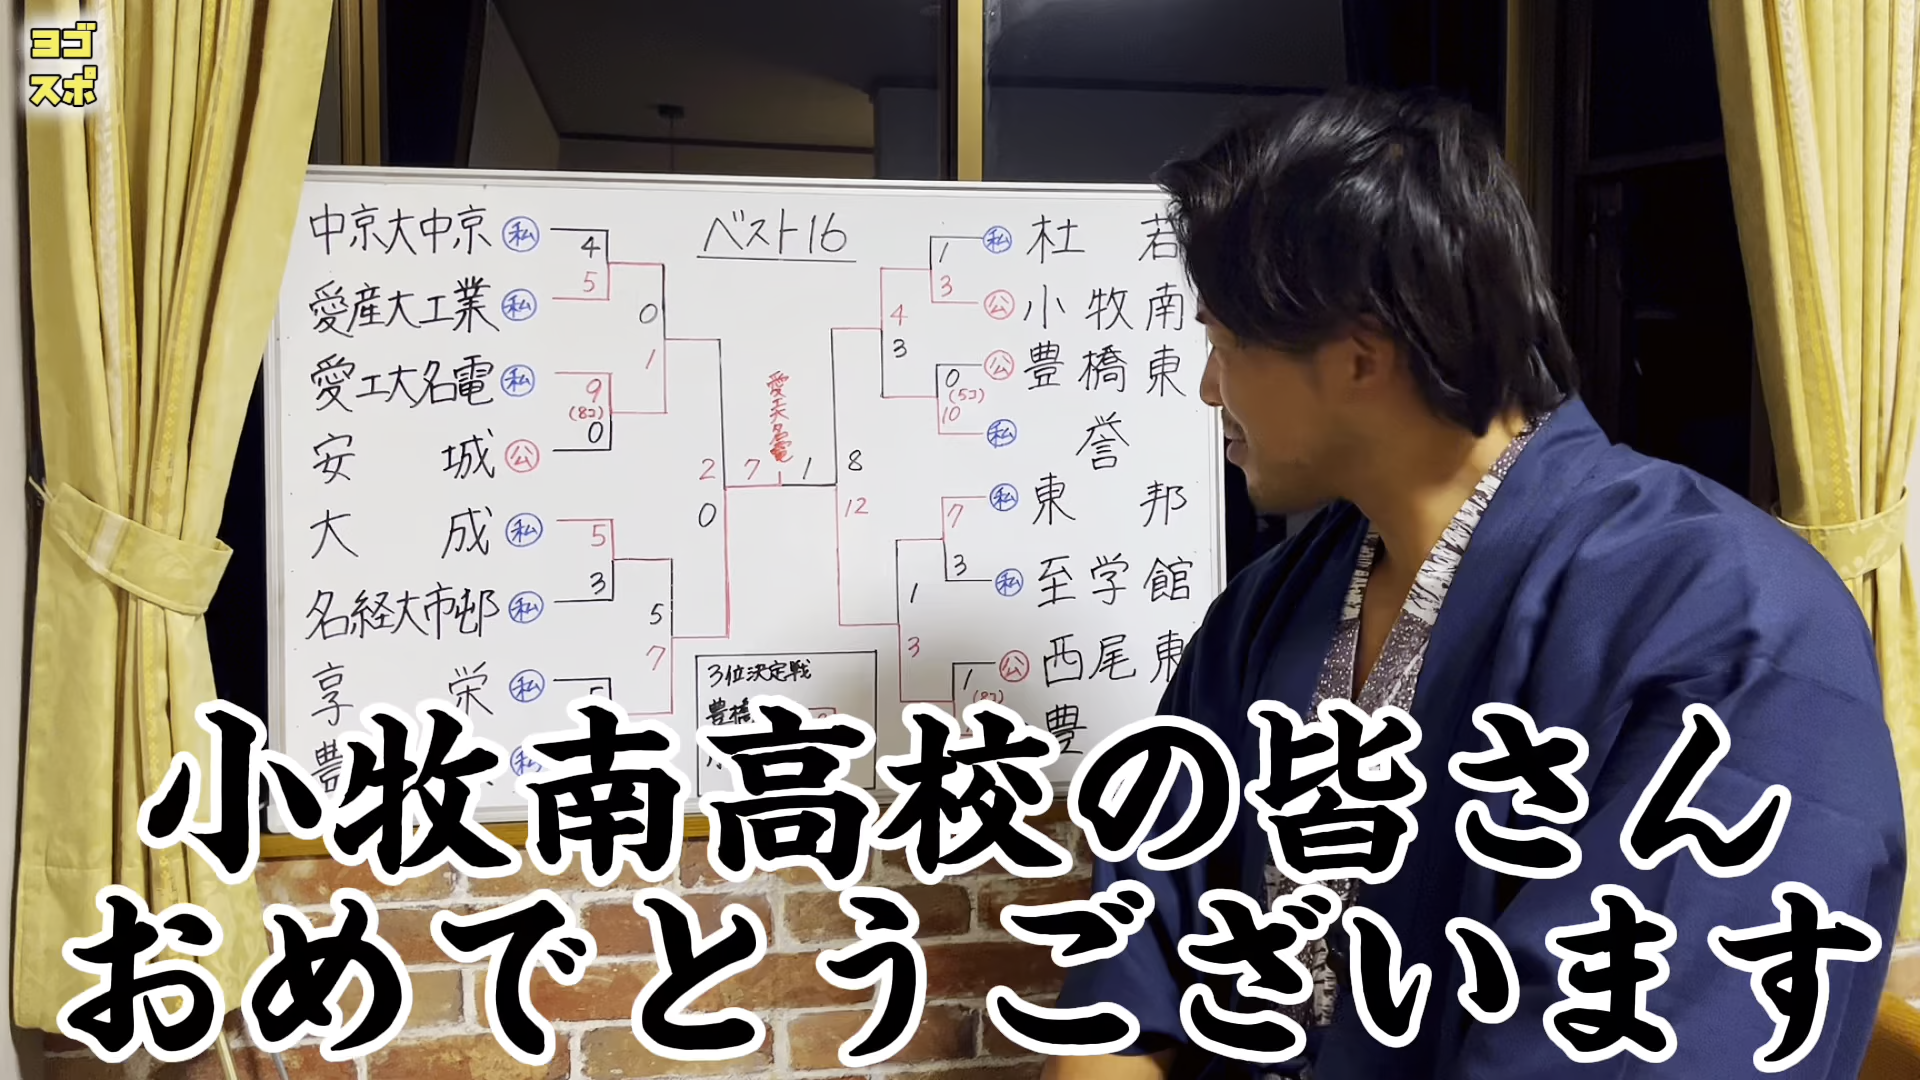 ヨゴ
スポ
ベスト16
中京大中京 私 4
愛産大工業 私 5
0
1
愛工大名電 私 9
(8コ)
安城 公 0
2
0
大成 私 5
名経大市邨 私 3
5
7
享栄 私 5
豊
愛工大名電
7 1
杜若 私 1
小牧南 公 3
4
3
豊橋東 公 0
(5コ)
誉 私 10
8
12
東邦 私 7
至学館 私 3
1
3
西尾東 公 1
豊
3位決定戦
豊橋
小牧南高校の皆さん
おめでとうございます